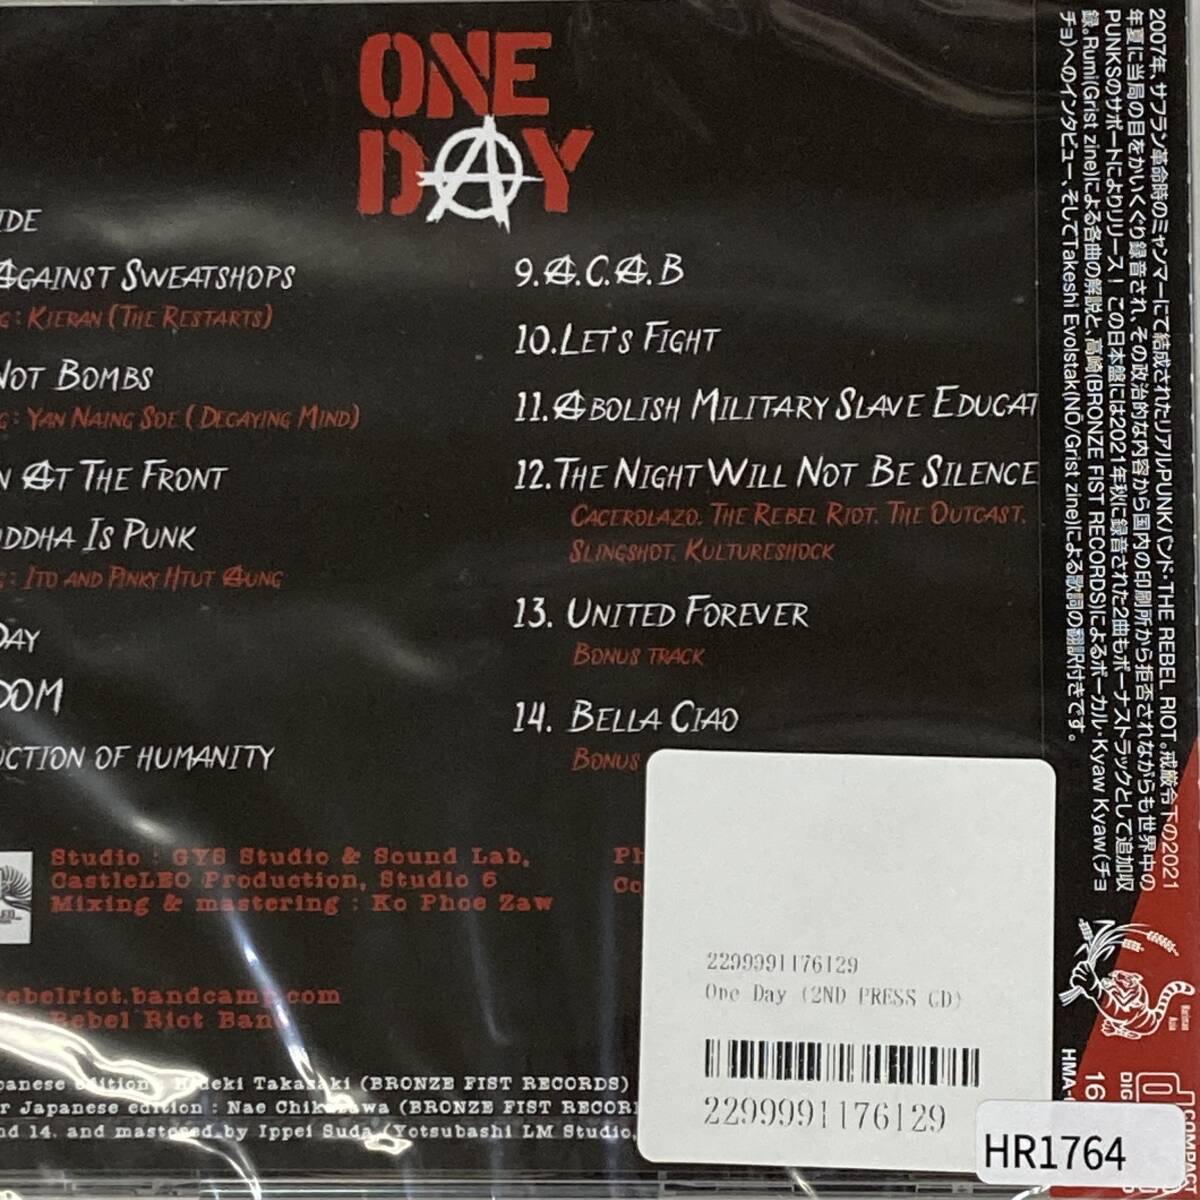 ONE
DAY
IDE
AGAINST SWEATSHOPS
G : KIERAN (THE RESTARTS)
NOT BOMBS
G : YAN NAING SOE (DECAYING MIND)
N AT THE FRONT
DDHA IS PUNK
G : ITO AND PINKY HTUT AUNG
DAY
DOM
UCTION OF HUMANITY
9.A.C.A.B
10.LET'S FIGHT
11.ABOLISH MILITARY SLAVE EDUCAT
12.THE NIGHT WILL NOT BE SILENCE
CACEROLAZO, THE REBEL RIOT, THE OUTCAST,
SLINGSHOT, KULTURESHOCK
13. UNITED FOREVER
BONUS TRACK
14. BELLA CIAO
BONUS
Studio : GYS Studio & Sound Lab,
CastleLEO Production, Studio 6
Mixing & mastering : Ko Phoe Zaw
Ph
Co
rebelriot.bandcamp.com
Rebel Riot Band
panese edition : Hideki Takasaki (BRONZE FIST RECORDS)
r Japanese edition : Nae Chikazawa (BRONZE FIST RECOR
nd 14. and mastered by Ippei Suda (Yotsubashi LM Studio,
2007年、サフラン革命時のミャンマーにて結成されたリアルPUNKバンド・THE REBEL RIOT。戒厳令下の2021
年夏に当局の目をかいくぐり録音され、その政治的な内容から国内の印刷所から拒否されながらも世界中の
PUNKSのサポートによりリリース！この日本盤には2021年秋に録音された2曲もボーナストラックとして追加収
録。Rumi(Grist zine)による各曲の解説と、高崎(BRONZE FIST RECORDS)によるボーカル・Kyaw Kyaw(チョ
チョ)へのインタビュー、そしてTakeshi Evolstak(NÖ/Grist zine)による歌詞の翻訳付きです。
Hariman
Asia
HMA-
16
DIG
COMPACT
2299991176129
One Day (2ND PRESS CD)
2299991176129
HR1764